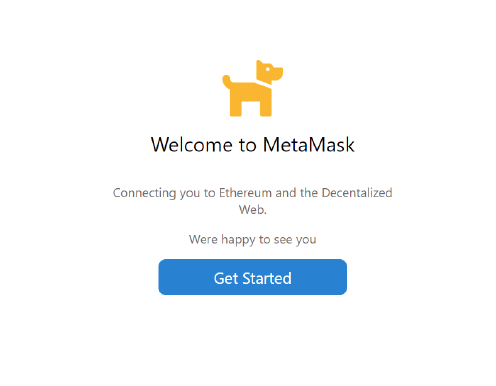 Welcome to MetaMask
Connecting you to Ethereum and the Decentalized
Web.
Were happy to see you
Get Started